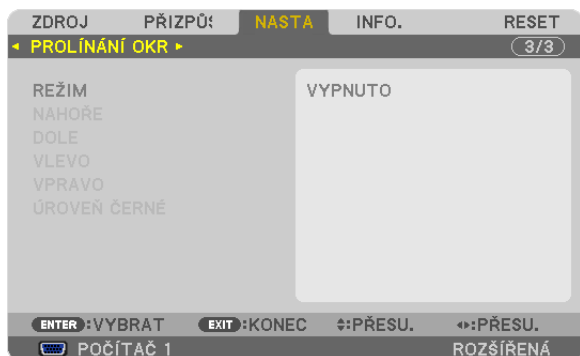 ZDROJ PŘIZPŮ: NASTA INFO. RESET
◂ PROLÍNÁNÍ OKR ▸ 3/3
REŽIM VYPNUTO
NAHOŘE
DOLE
VLEVO
VPRAVO
ÚROVEŇ ČERNÉ
ENTER :VYBRAT EXIT :KONEC :PŘESU. :PŘESU.
POČÍTAČ 1 ROZŠÍŘENÁ